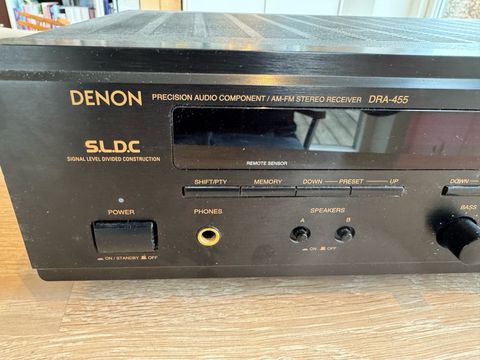 DENON PRECISION AUDIO COMPONENT / AM-FM STEREO RECEIVER DRA-455
S.L.D.C
SIGNAL LEVEL DIVIDED CONSTRUCTION
REMOTE SENSOR
SHIFT/PTY MEMORY DOWN PRESET UP DOWN
POWER PHONES SPEAKERS BASS
A B
ON / STANDBY OFF ON OFF